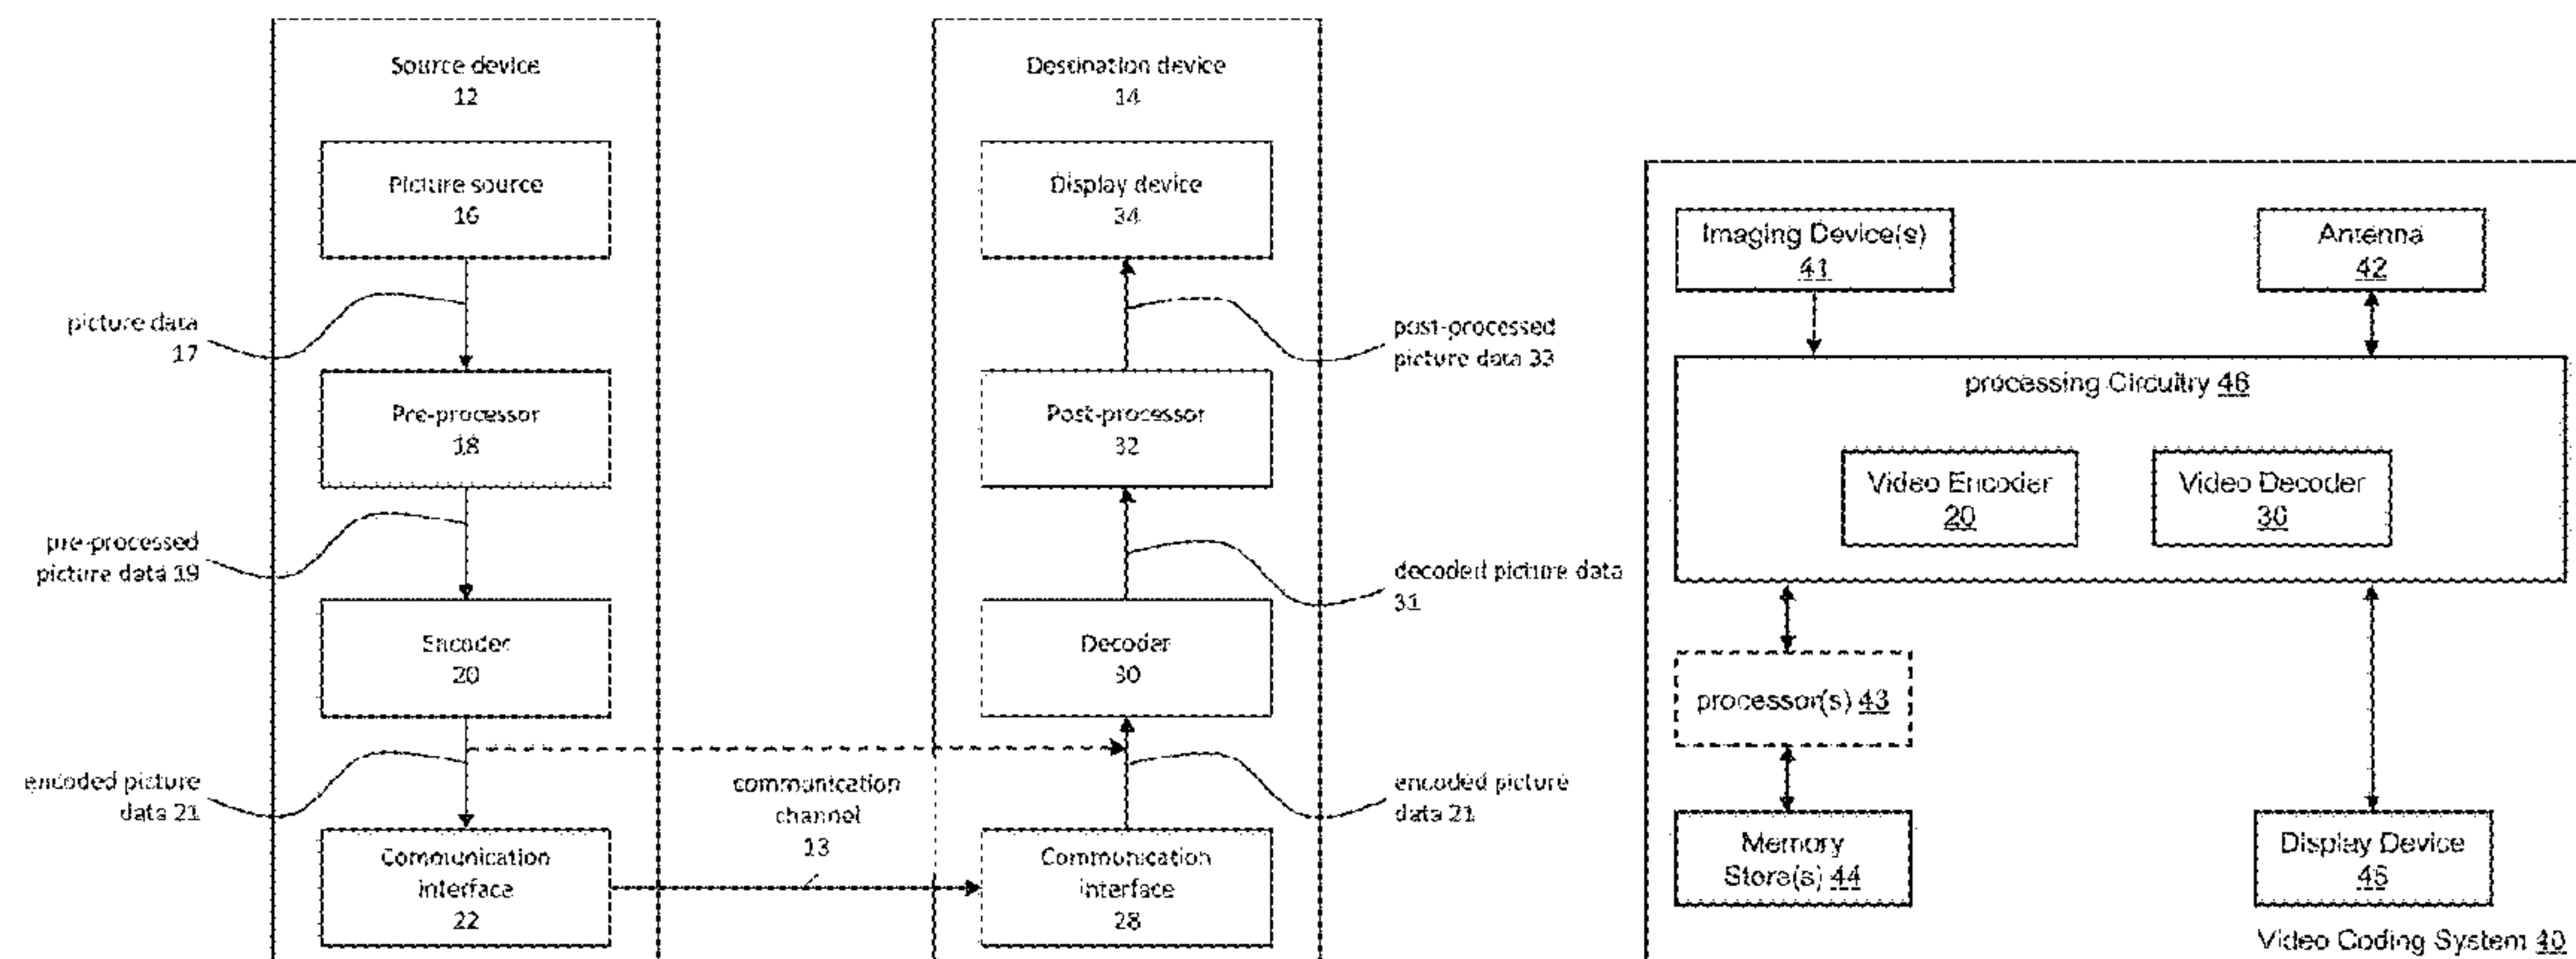 Source device
12
Picture source
16
picture data
17
Pre-processor
18
pre-processed
picture data 19
Encoder
20
encoded picture
data 21
Communication
interface
22
communication
channel
13
Destination device
14
Display device
34
post-processed
picture data 33
Post-processor
32
decoded picture data
31
Decoder
30
encoded picture
data 21
Communication
interface
28
Imaging Device(s)
41
Antenna
42
processing Circuitry 46
Video Encoder
20
Video Decoder
30
processor(s) 43
Memory
Store(s) 44
Display Device
45
Video Coding System 40